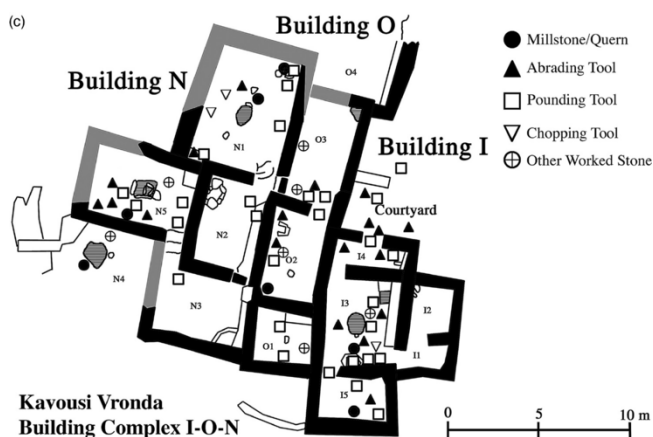 (c)
Building O
Building N
Building I
Courtyard
Millstone/Quern
Abrading Tool
Pounding Tool
Chopping Tool
Other Worked Stone
O4
O3
N1
N5
N2
N4
N3
O2
O1
I4
I3
I2
I1
I5
Kavousi Vronda
Building Complex I-O-N
0 5 10 m